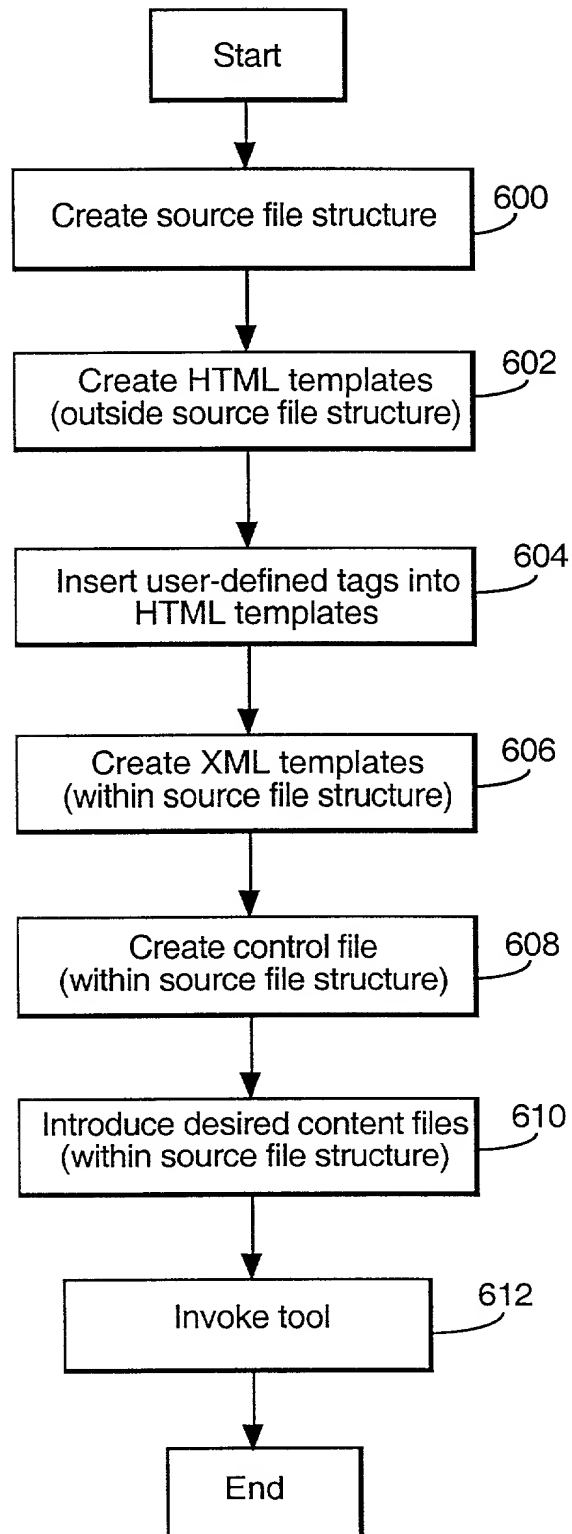 Start
Create source file structure
600
Create HTML templates
(outside source file structure)
602
Insert user-defined tags into
HTML templates
604
Create XML templates
(within source file structure)
606
Create control file
(within source file structure)
608
Introduce desired content files
(within source file structure)
610
Invoke tool
612
End